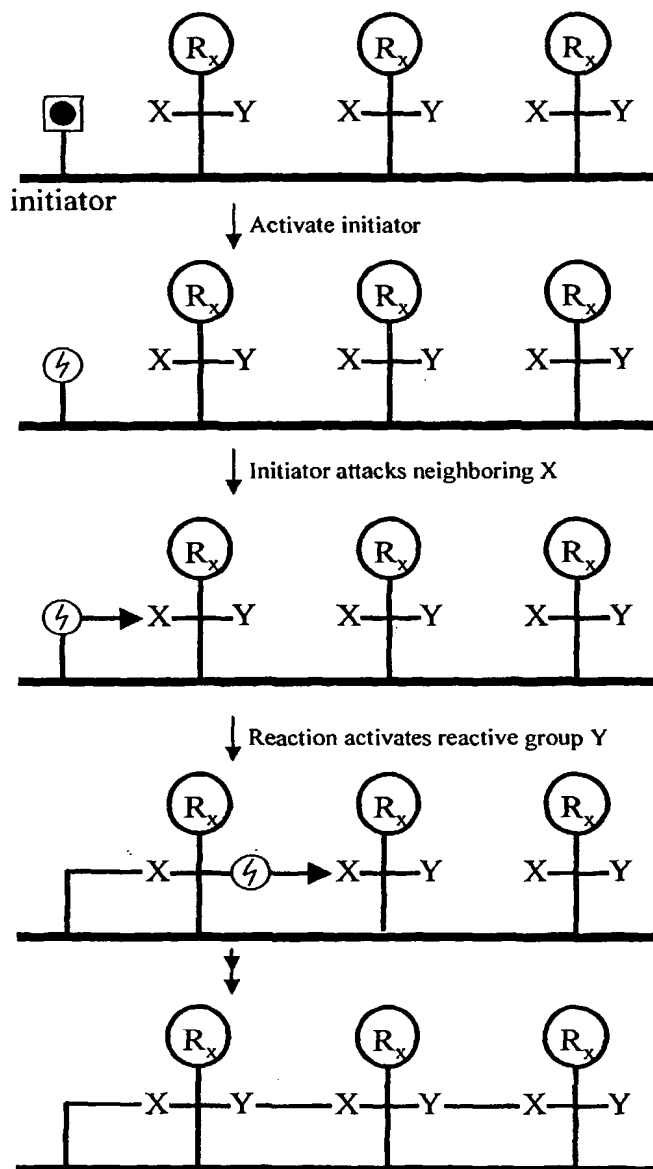 Rx Rx Rx
X Y X Y X Y
initiator
Activate initiator
Rx Rx Rx
X Y X Y X Y
Initiator attacks neighboring X
Rx Rx Rx
X Y X Y X Y
Reaction activates reactive group Y
Rx Rx Rx
X X Y X Y
Rx Rx Rx
X Y X Y X